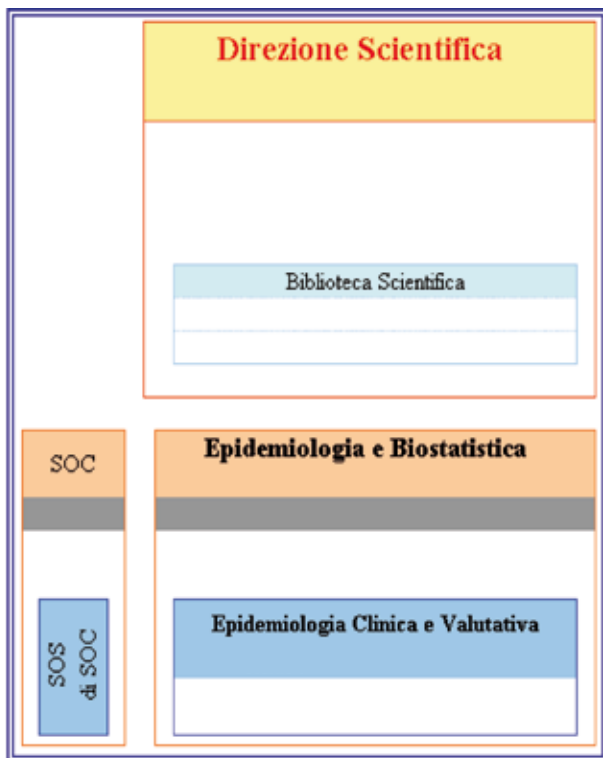 Direzione Scientifica
Biblioteca Scientifica
SOC
Epidemiologia e Biostatistica
SOS
di SOC
Epidemiologia Clinica e Valutativa